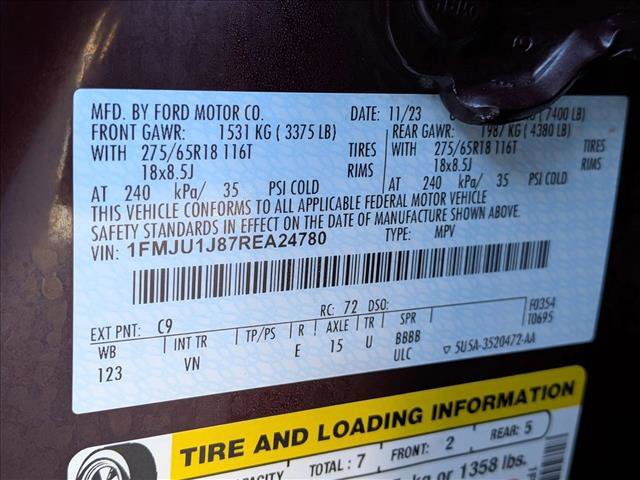 MFD. BY FORD MOTOR CO. DATE: 11/23 (7400 LB)
FRONT GAWR: 1531 KG ( 3375 LB) REAR GAWR: 1987 KG ( 4380 LB)
WITH 275/65R18 116T TIRES WITH 275/65R18 116T TIRES
18x8.5J RIMS 18x8.5J RIMS
AT 240 kPa/ 35 PSI COLD AT 240 kPa/ 35 PSI COLD
THIS VEHICLE CONFORMS TO ALL APPLICABLE FEDERAL MOTOR VEHICLE
SAFETY STANDARDS IN EFFECT ON THE DATE OF MANUFACTURE SHOWN ABOVE.
VIN: 1FMJU1J87REA24780 TYPE: MPV
F0354
T0695
EXT PNT: C9 RC: 72 DSO:
WB INT TR TP/PS R AXLE TR SPR
123 VN E 15 U BBBB
ULC ▽ 5U5A-3520472-AA
TIRE AND LOADING INFORMATION
TOTAL : 7 FRONT: 2 REAR: 5
kg or 1358 lbs.